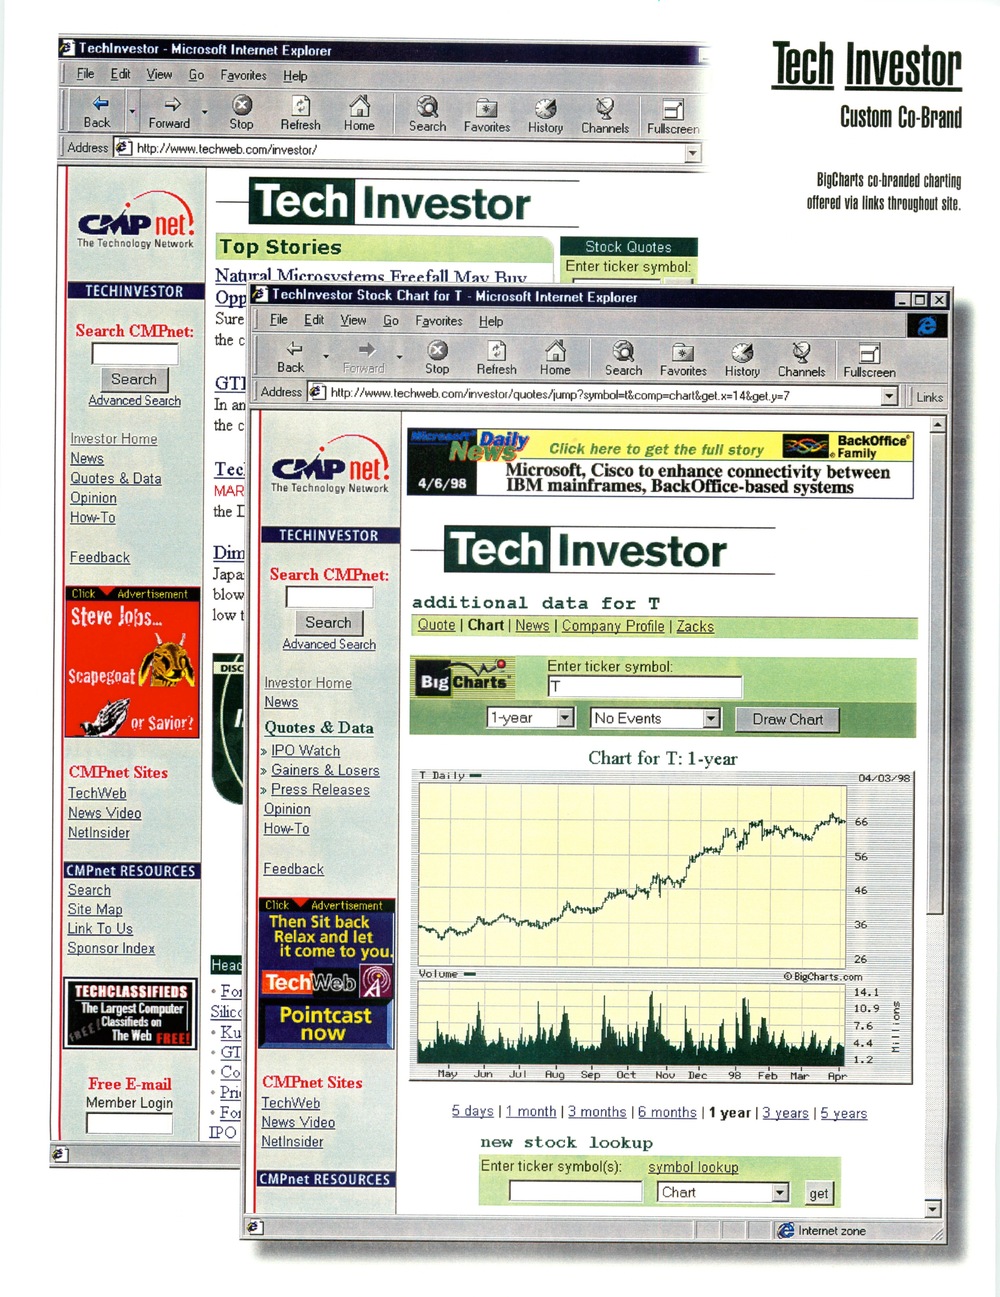 Tech Investor
Custom Co-Brand
BigCharts co-branded charting
offered via links throughout site.
TechInvestor - Microsoft Internet Explorer
File Edit View Go Favorites Help
Back Forward Stop Refresh Home Search Favorites History Channels Fullscreen
Address http://www.techweb.com/investor/
CMP net!
The Technology Network
TECHINVESTOR
Search CMPnet:
Search
Advanced Search
Investor Home
News
Quotes & Data
Opinion
How-To
Feedback
Click Advertisement
Steve Jobs...
Scapegoat
or Savior?
CMPnet Sites
TechWeb
News Video
NetInsider
CMPnet RESOURCES
Search
Site Map
Link To Us
Sponsor Index
TECHCLASSIFIEDS
The Largest Computer
Classifieds on
The Web FREE!
FREE!
Free E-mail
Member Login
Tech Investor
Top Stories
Natural Microsystems Freefall May Buy
Opp
Sure
the c
GTI
In an
the c
Tec
MAR
the D
Dim
Japa
blow
low t
DISC
Head
• For
Silic
• Ku
• GT
• Co
• Pri
• For
IPO
Stock Quotes
Enter ticker symbol:
TechInvestor Stock Chart for T - Microsoft Internet Explorer
File Edit View Go Favorites Help
Back Forward Stop Refresh Home Search Favorites History Channels Fullscreen
Address http://www.techweb.com/investor/quotes/jump?symbol=t&comp=chart&get.x=14&get.y=7 Links
CMP net!
The Technology Network
TECHINVESTOR
Search CMPnet:
Search
Advanced Search
Investor Home
News
Quotes & Data
» IPO Watch
» Gainers & Losers
» Press Releases
Opinion
How-To
Feedback
Click Advertisement
Then Sit back
Relax and let
it come to you.
TechWeb
Pointcast
now
CMPnet Sites
TechWeb
News Video
NetInsider
CMPnet RESOURCES
Microsoft Daily
News
4/6/98
Click here to get the full story
BackOffice
Family
Microsoft, Cisco to enhance connectivity between
IBM mainframes, BackOffice-based systems
Tech Investor
additional data for T
Quote | Chart | News | Company Profile | Zacks
BigCharts
Enter ticker symbol:
T
1-year No Events Draw Chart
Chart for T: 1-year
T Daily 04/03/98
66
56
46
36
26
Volume © BigCharts.com
14.1
10.9
7.6
4.4
1.2
Millions
May Jun Jul Aug Sep Oct Nov Dec 98 Feb Mar Apr
5 days | 1 month | 3 months | 6 months | 1 year | 3 years | 5 years
new stock lookup
Enter ticker symbol(s): symbol lookup
Chart get
Internet zone